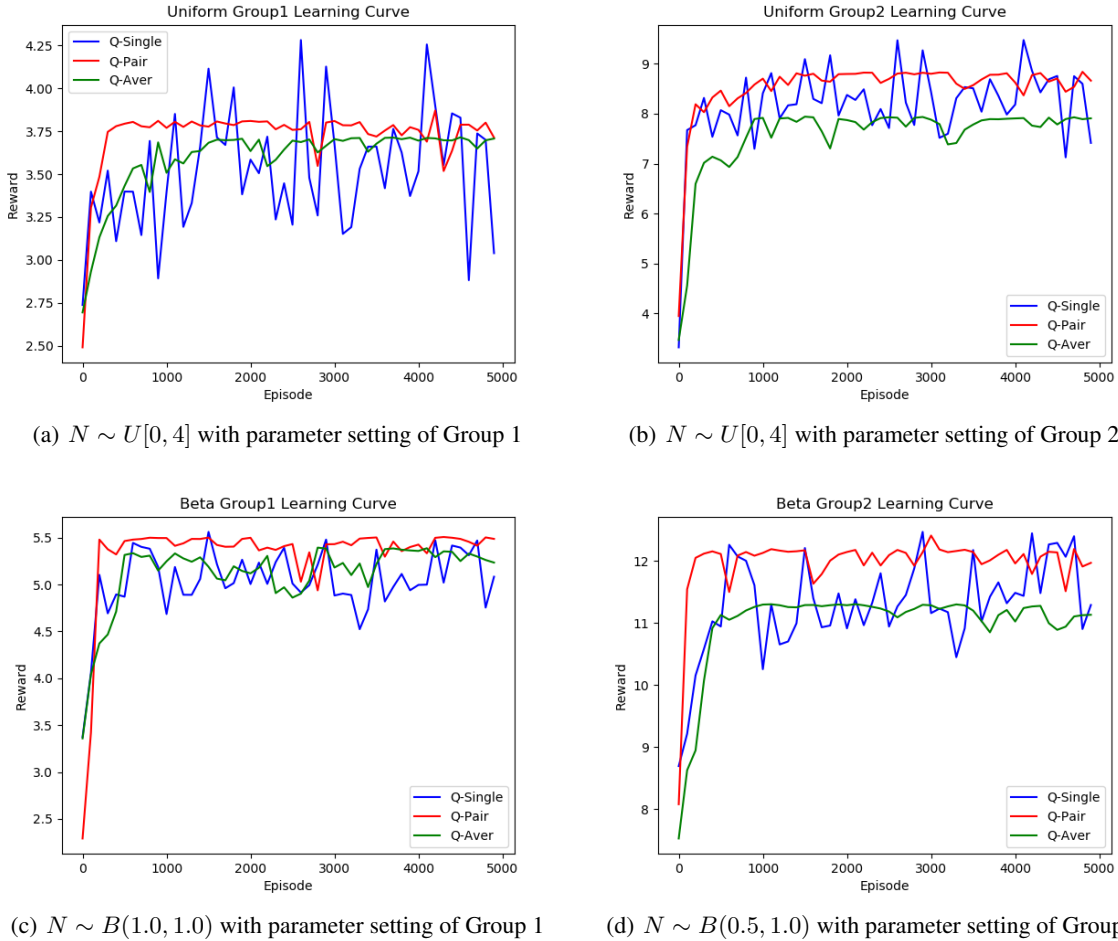 Uniform Group1 Learning Curve
Q-Single
Q-Pair
Q-Aver
4.25
4.00
3.75
3.50
3.25
3.00
2.75
2.50
Reward
0 1000 2000 3000 4000 5000
Episode
(a) N ∼ U[0, 4] with parameter setting of Group 1
Uniform Group2 Learning Curve
9
8
7
6
5
4
Reward
Q-Single
Q-Pair
Q-Aver
0 1000 2000 3000 4000 5000
Episode
(b) N ∼ U[0, 4] with parameter setting of Group 2
Beta Group1 Learning Curve
5.5
5.0
4.5
4.0
3.5
3.0
2.5
Reward
Q-Single
Q-Pair
Q-Aver
0 1000 2000 3000 4000 5000
Episode
(c) N ∼ B(1.0, 1.0) with parameter setting of Group 1
Beta Group2 Learning Curve
12
11
10
9
8
Reward
Q-Single
Q-Pair
Q-Aver
0 1000 2000 3000 4000 5000
Episode
(d) N ∼ B(0.5, 1.0) with parameter setting of Group